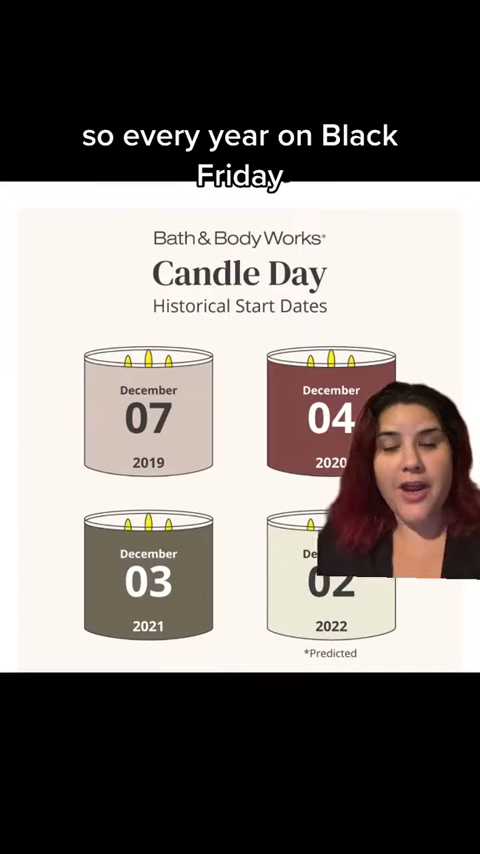 so every year on Black
Friday
Bath & Body Works®
Candle Day
Historical Start Dates
December
07
2019
December
04
2020
December
03
2021
02
2022
*Predicted